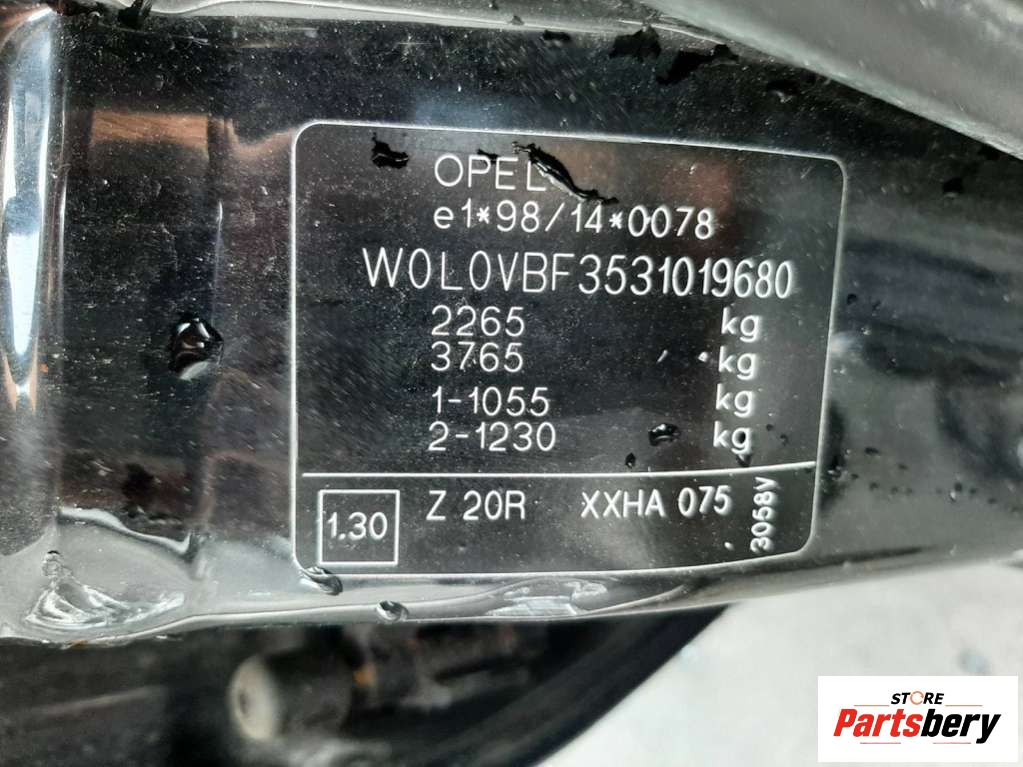 OPEL
e1*98/14*0078
W0L0VBF3531019680
2265 kg
3765 kg
1-1055 kg
2-1230 kg
1.30 Z 20R XXHA 075
3058V
STORE
Partsbery